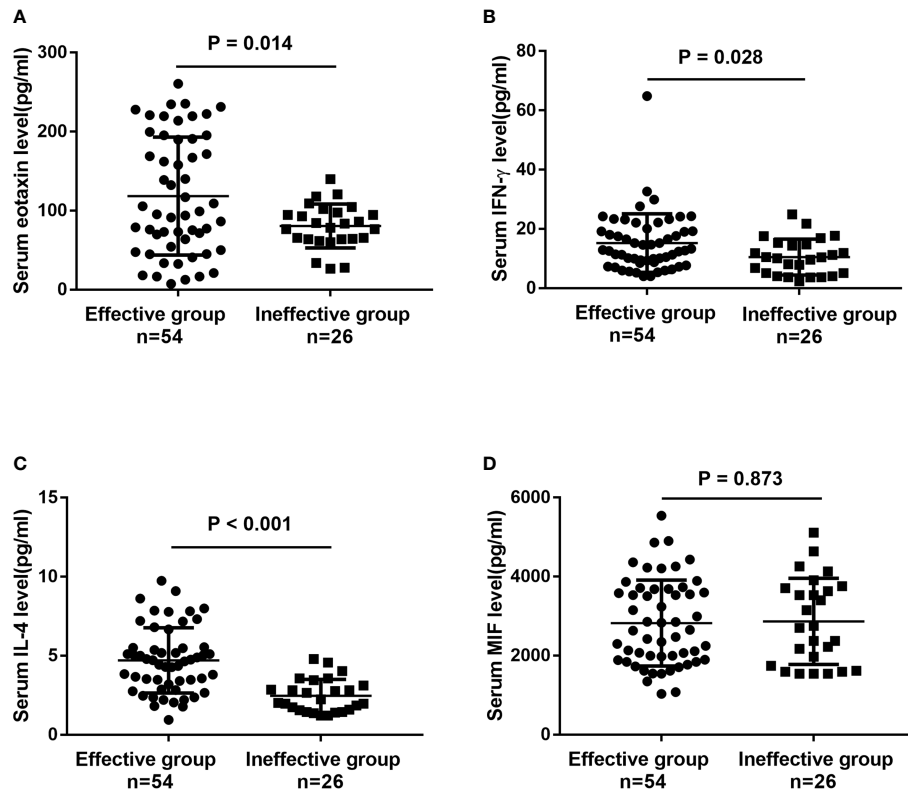 A
P = 0.014
Serum eotaxin level(pg/ml)
300
200
100
0
Effective group
n=54
Ineffective group
n=26
B
P = 0.028
Serum IFN-γ level(pg/ml)
80
60
40
20
0
Effective group
n=54
Ineffective group
n=26
C
P < 0.001
Serum IL-4 level(pg/ml)
15
10
5
0
Effective group
n=54
Ineffective group
n=26
D
P = 0.873
Serum MIF level(pg/ml)
6000
4000
2000
0
Effective group
n=54
Ineffective group
n=26